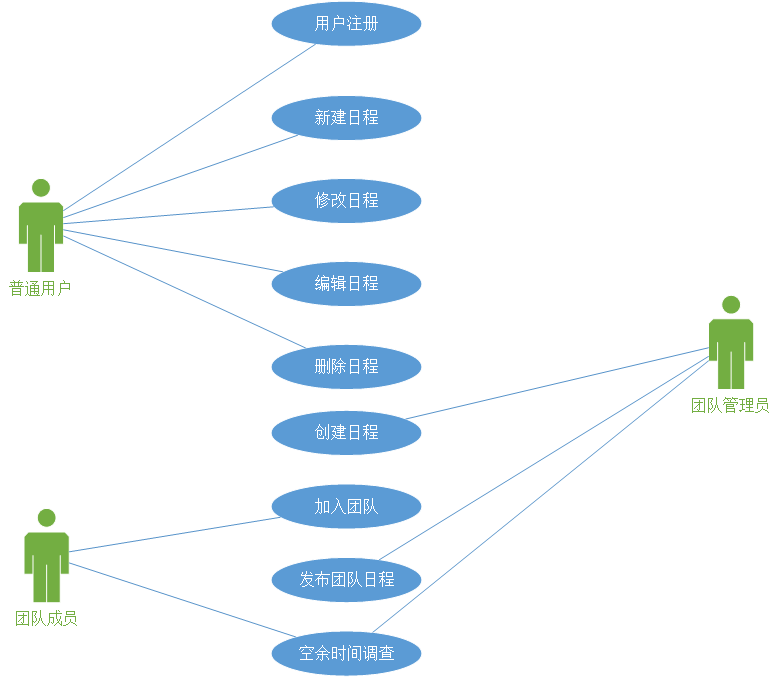 用户注册
新建日程
修改日程
普通用户
编辑日程
删除日程
团队管理员
创建日程
加入团队
发布团队日程
团队成员
空余时间调查